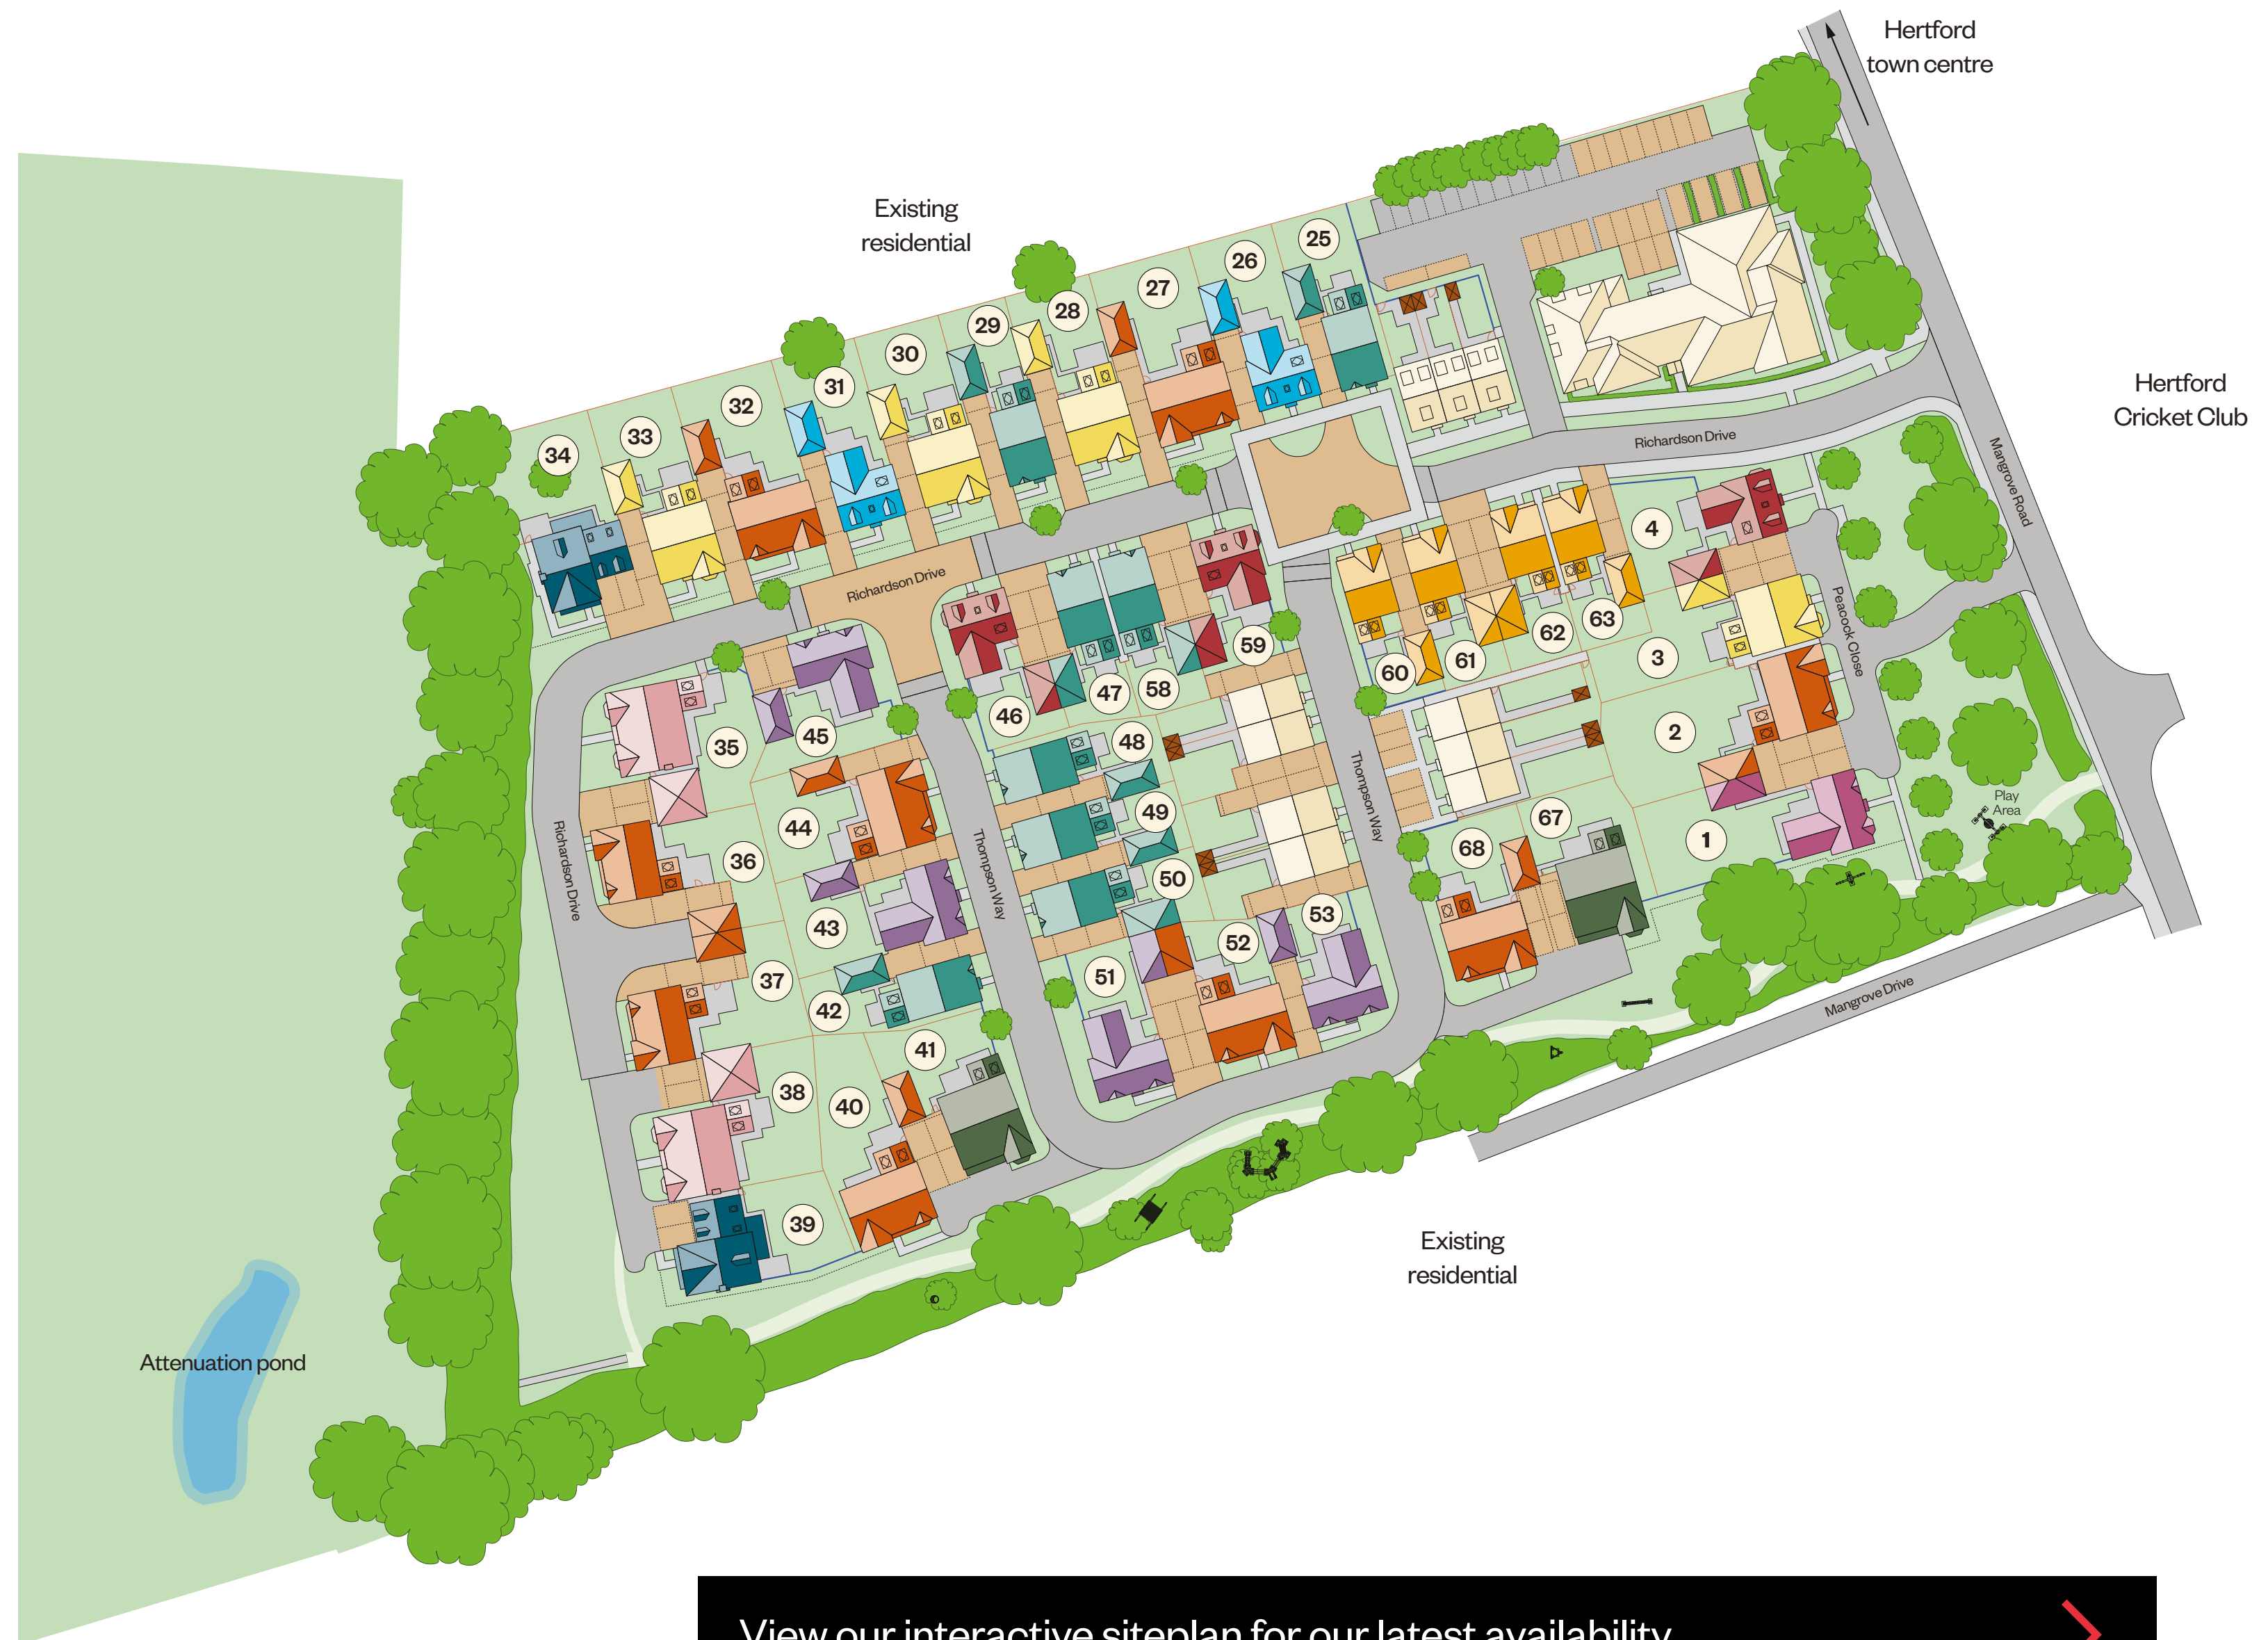 Hertford
town centre
Existing
residential
25
26
27
28
29
30
31
32
33
34
Hertford
Cricket Club
Richardson Drive
Mangrove Road
4
Richardson Drive
Peacock Close
63
62
61
60
3
59
58
47
46
2
35
45
48
Thompson Way
Play
Area
49
67
68
1
44
36
Richardson Drive
Thompson Way
50
53
52
43
51
37
42
Mangrove Drive
41
38
40
39
Existing
residential
Attenuation pond
View our interactive siteplan for our latest availability